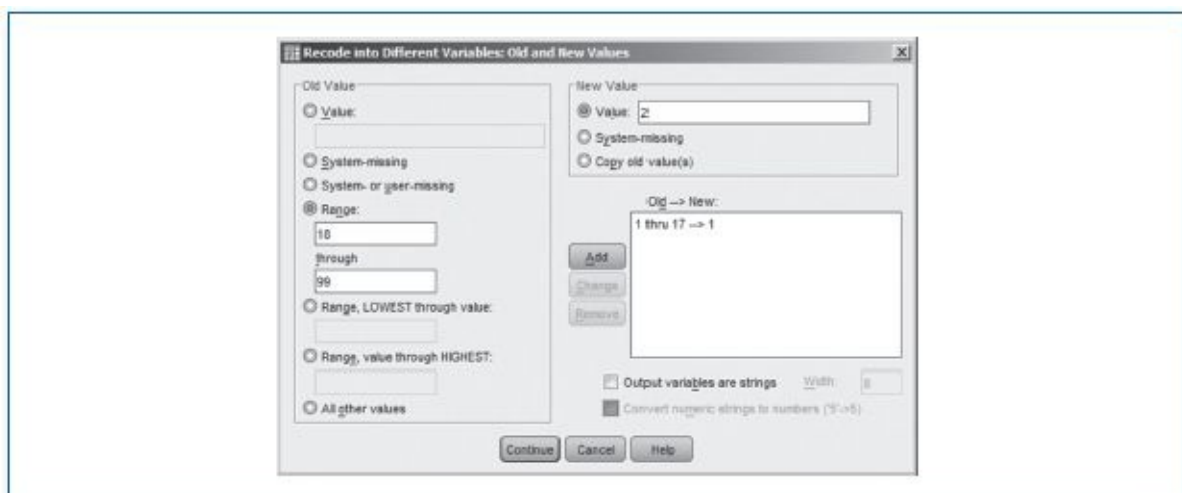 Recode into Different Variables: Old and New Values
Old Value
Value:
System-missing
System- or user-missing
Range:
18
through
99
Range, LOWEST through value:
Range, value through HIGHEST:
All other values
New Value
Value: 2
System-missing
Copy old value(s)
Old --> New:
1 thru 17 --> 1
Add
Change
Remove
Output variables are strings Width: 8
Convert numeric strings to numbers ('5'->5)
Continue Cancel Help